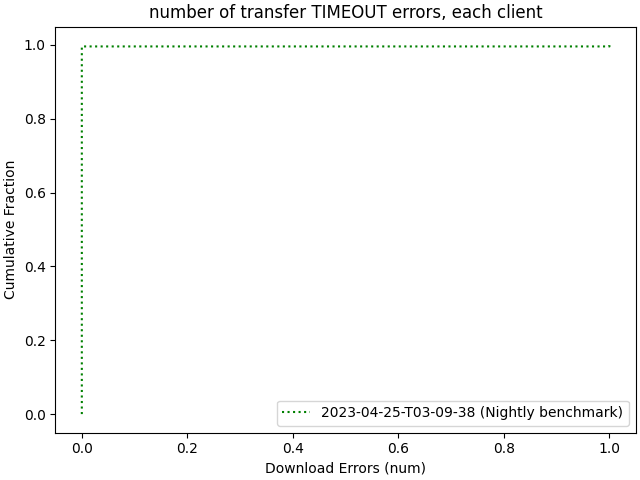 number of transfer TIMEOUT errors, each client
1.0
0.8
0.6
0.4
0.2
0.0
Cumulative Fraction
2023-04-25-T03-09-38 (Nightly benchmark)
0.0 0.2 0.4 0.6 0.8 1.0
Download Errors (num)